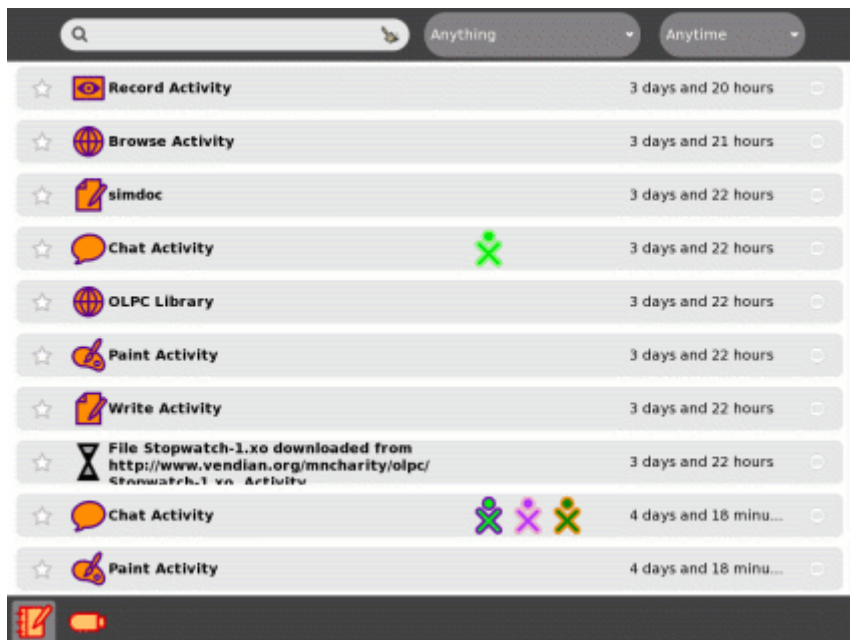 Anything Anytime
Record Activity 3 days and 20 hours
Browse Activity 3 days and 21 hours
simdoc 3 days and 22 hours
Chat Activity 3 days and 22 hours
OLPC Library 3 days and 22 hours
Paint Activity 3 days and 22 hours
Write Activity 3 days and 22 hours
File Stopwatch-1.xo downloaded from
http://www.vendian.org/mncharity/olpc/ 3 days and 22 hours
Stopwatch-1.xo. Activity
Chat Activity 4 days and 18 minu...
Paint Activity 4 days and 18 minu...